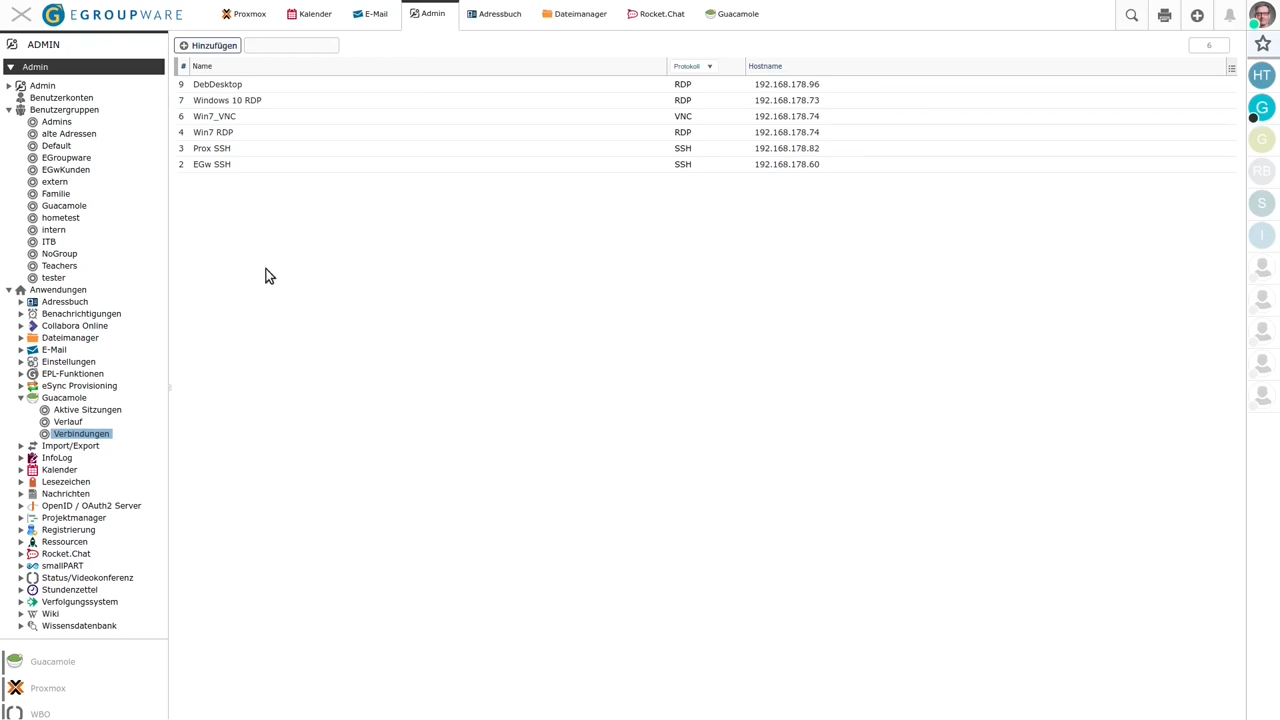 EGROUPWARE
Proxmox
Kalender
E-Mail
Admin
Adressbuch
Dateimanager
Rocket.Chat
Guacamole
ADMIN
Hinzufügen
6
Admin
# Name Protokoll Hostname
9 DebDesktop RDP 192.168.178.96
7 Windows 10 RDP RDP 192.168.178.73
6 Win7_VNC VNC 192.168.178.74
4 Win7 RDP RDP 192.168.178.74
3 Prox SSH SSH 192.168.178.82
2 EGw SSH SSH 192.168.178.60
Admin
Benutzerkonten
Benutzergruppen
Admins
alte Adressen
Default
EGroupware
EGwKunden
extern
Familie
Guacamole
hometest
intern
ITB
NoGroup
Teachers
tester
Anwendungen
Adressbuch
Benachrichtigungen
Collabora Online
Dateimanager
E-Mail
Einstellungen
EPL-Funktionen
eSync Provisioning
Guacamole
Aktive Sitzungen
Verlauf
Verbindungen
Import/Export
InfoLog
Kalender
Lesezeichen
Nachrichten
OpenID / OAuth2 Server
Projektmanager
Registrierung
Ressourcen
Rocket.Chat
smallPART
Status/Videokonferenz
Stundenzettel
Verfolgungssystem
Wiki
Wissensdatenbank
Guacamole
Proxmox
WBO
HT
G
G
RB
S
I